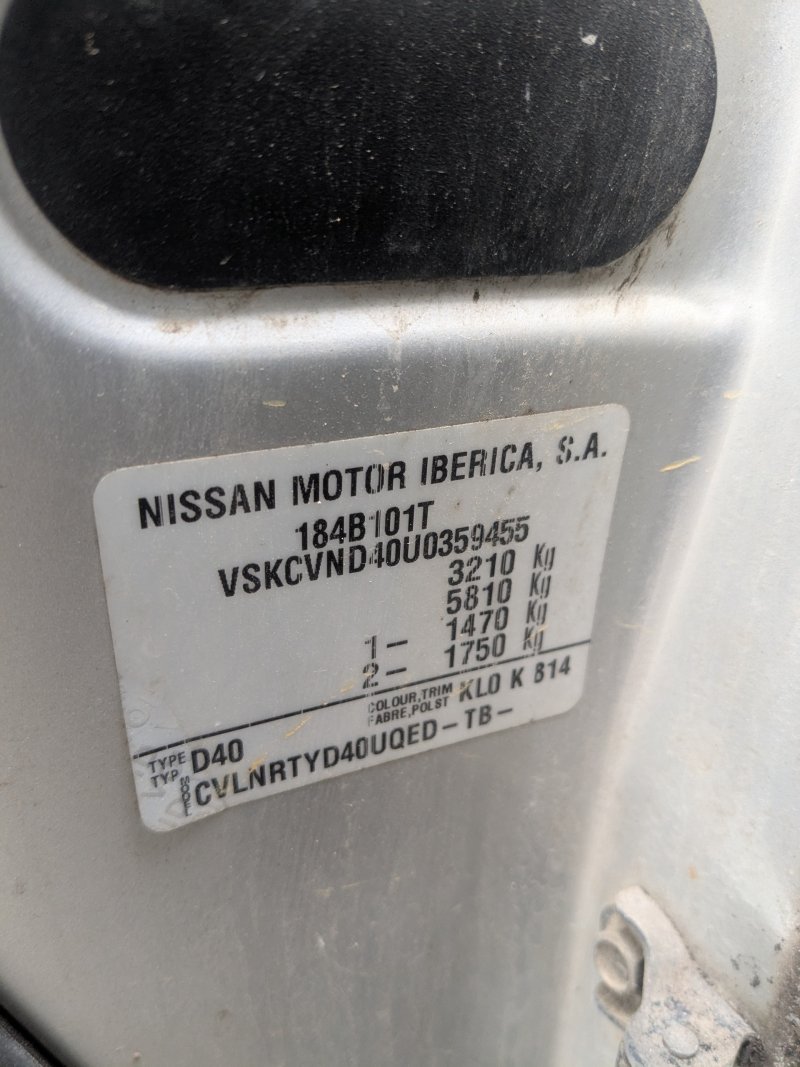 NISSAN MOTOR IBERICA, S.A.
184B101T
VSKCVND40U0359455
3210 Kg
5810 Kg
1- 1470 Kg
2- 1750 Kg
COLOUR,TRIM KL0 K 814
FABRE,POLST
TYPE D40
TYP
CVLNRTYD40UQED-TB-